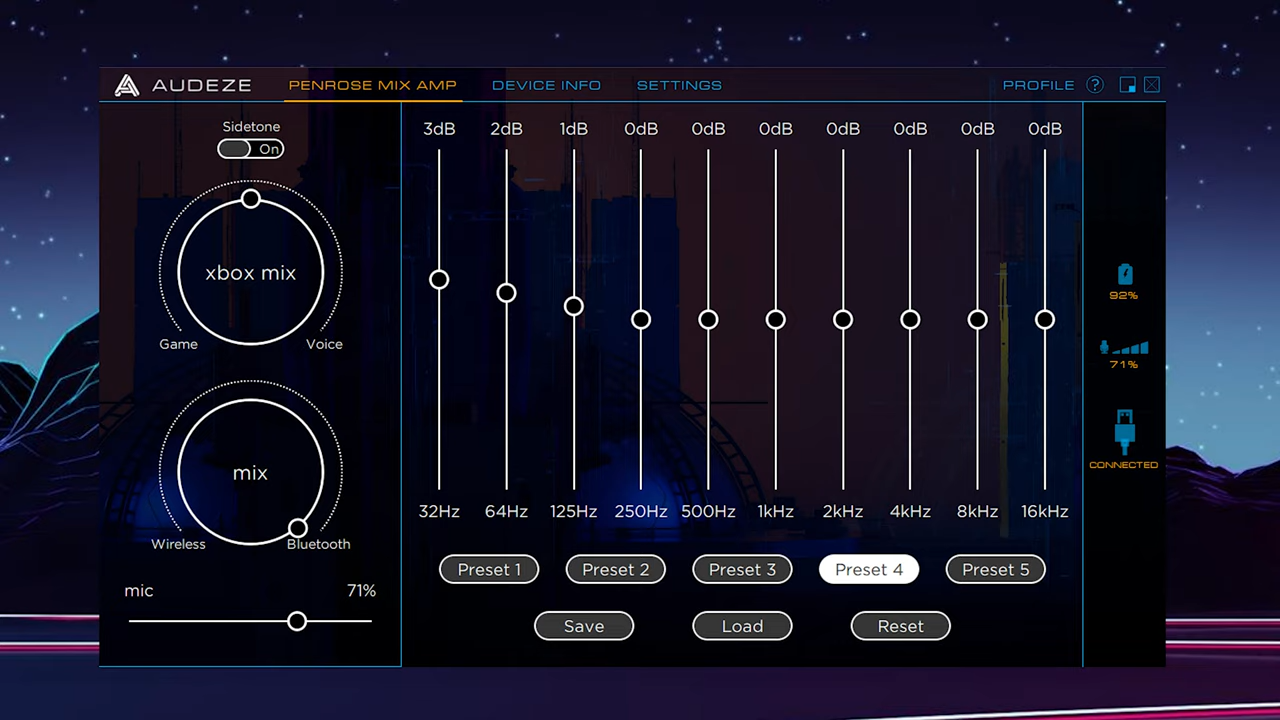 AUDEZE PENROSE MIX AMP DEVICE INFO SETTINGS PROFILE ?
Sidetone
On
xbox mix
Game Voice
mix
Wireless Bluetooth
mic 71%
3dB 2dB 1dB 0dB 0dB 0dB 0dB 0dB 0dB 0dB
32Hz 64Hz 125Hz 250Hz 500Hz 1kHz 2kHz 4kHz 8kHz 16kHz
Preset 1 Preset 2 Preset 3 Preset 4 Preset 5
Save Load Reset
92%
71%
CONNECTED